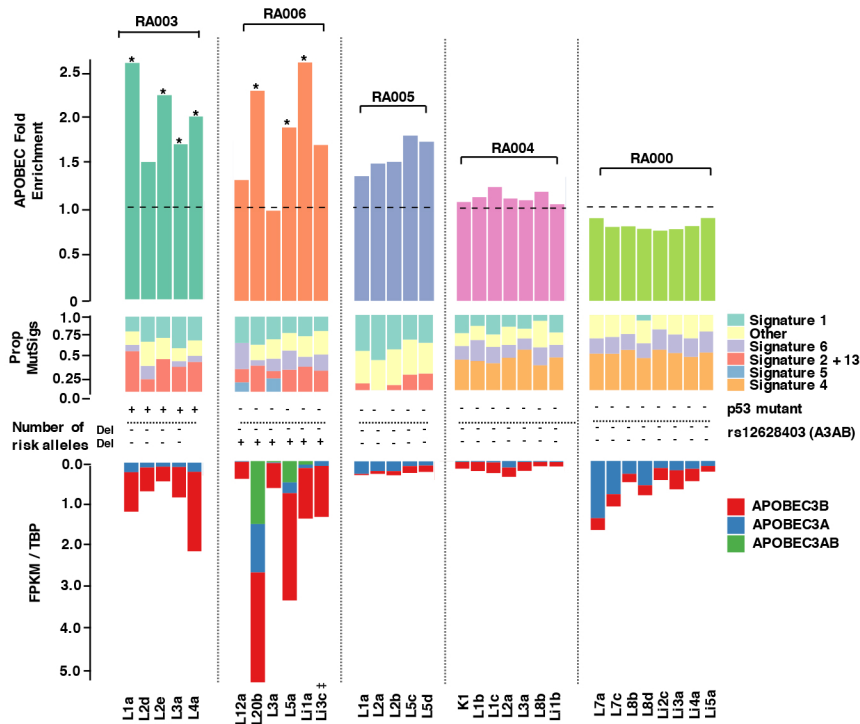 RA003
RA006
RA005
RA004
RA000
APOBEC Fold
Enrichment
2.5
2.0
1.5
1.0
0.5
0
* * * *
* * *
Prop
MutSigs
1.0
0.75
0.5
0.25
0.0
Signature 1
Other
Signature 6
Signature 2 + 13
Signature 5
Signature 4
+ + + + + - - - - - - - - - - - - - - - - - - - - - - - - - -
p53 mutant
Number of
risk alleles
Del - - - - - - - - - - - - - - - - - - - - - - - - - - - - - - -
Del - - - - - + + + + + + - - - - - - - - - - - - - - - - - - - -
rs12628403 (A3AB)
FPKM / TBP
0.0
1.0
2.0
3.0
4.0
5.0
APOBEC3B
APOBEC3A
APOBEC3AB
L1a L2d L2e L3a L4a
L12a L20b L3a L5a Li1a Li3c ‡
L1a L2a L2b L5c L5d
K1 L1b L1c L2a L3a L8b Li1b
L7a L7c L8b L8d Li2c Li3a Li4a Li5a